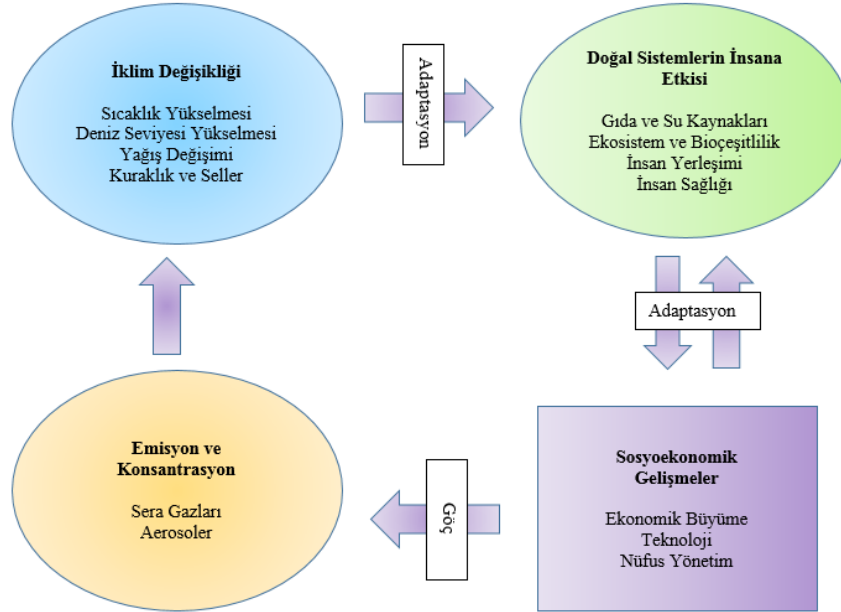 İklim Değişikliği
Sıcaklık Yükselmesi
Deniz Seviyesi Yükselmesi
Yağış Değişimi
Kuraklık ve Seller
Adaptasyon
Doğal Sistemlerin İnsana
Etkisi
Gıda ve Su Kaynakları
Ekosistem ve Bioçeşitlilik
İnsan Yerleşimi
İnsan Sağlığı
Adaptasyon
Sosyoekonomik
Gelişmeler
Ekonomik Büyüme
Teknoloji
Nüfus Yönetim
Göç
Emisyon ve
Konsantrasyon
Sera Gazları
Aerosoler